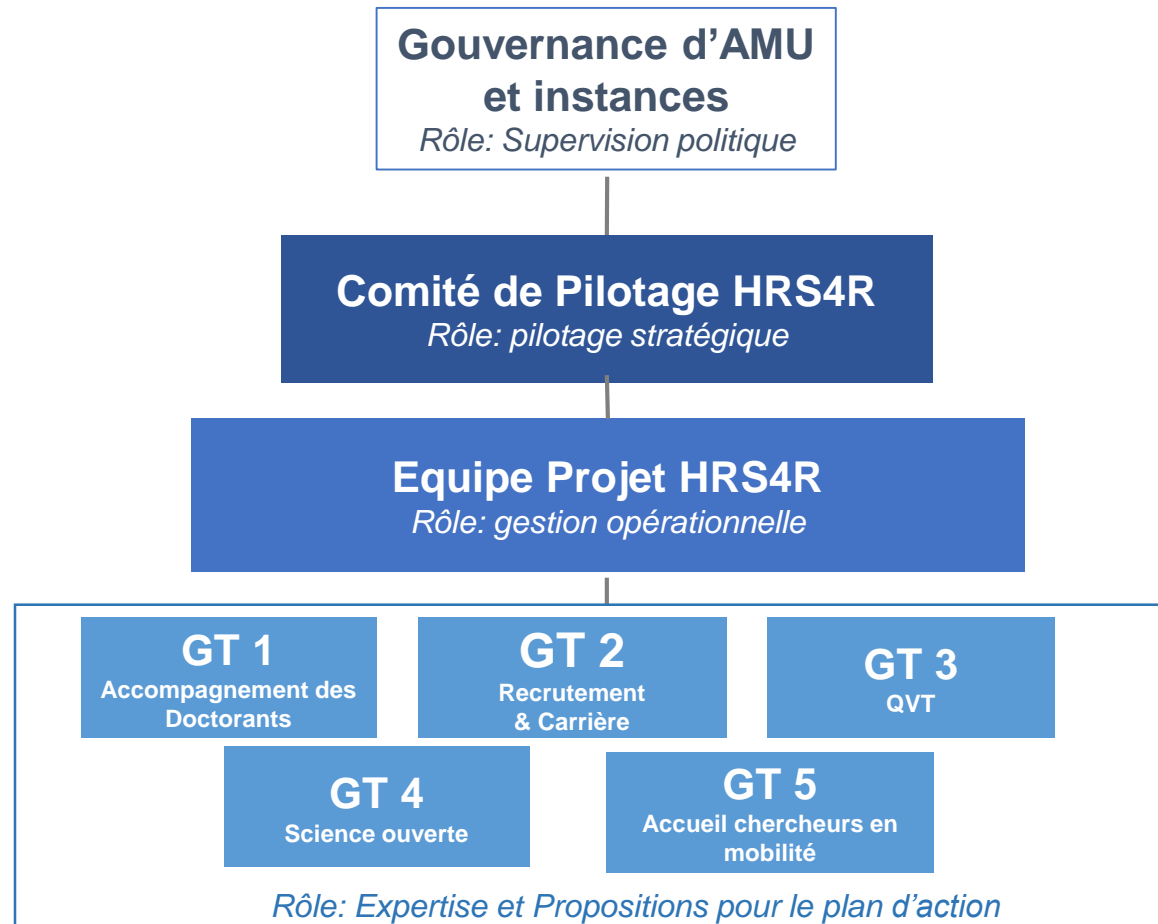 Gouvernance d’AMU
et instances
Rôle: Supervision politique
Comité de Pilotage HRS4R
Rôle: pilotage stratégique
Equipe Projet HRS4R
Rôle: gestion opérationnelle
GT 1
Accompagnement des
Doctorants
GT 2
Recrutement
& Carrière
GT 3
QVT
GT 4
Science ouverte
GT 5
Accueil chercheurs en
mobilité
Rôle: Expertise et Propositions pour le plan d’action